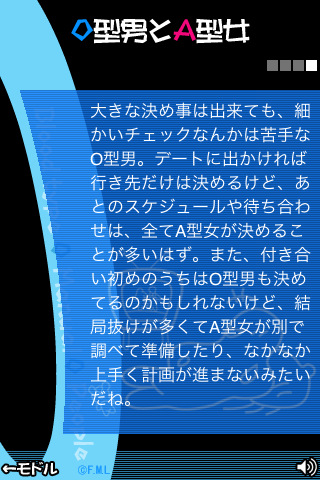 O型男とA型女
大きな決め事は出来ても、細
かいチェックなんかは苦手な
O型男。デートに出かければ
行き先だけは決めるけど、あ
とのスケジュールや待ち合わ
せは、全てA型女が決めるこ
とが多いはず。また、付き合
い初めのうちはO型男も決め
てるのかもしれないけど、結
局抜けが多くてA型女が別で
調べて準備したり、なかなか
上手く計画が進まないみたい
だね。
←モドル
©F.M.L